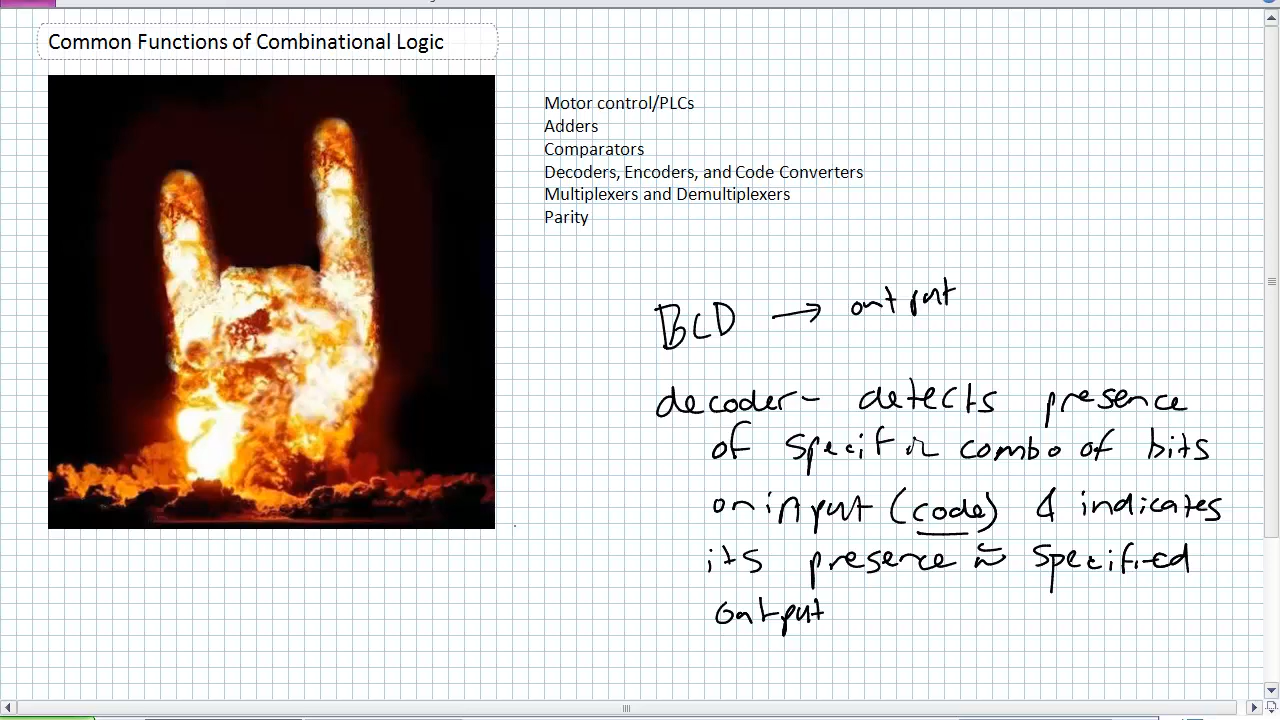 Common Functions of Combinational Logic
Motor control/PLCs
Adders
Comparators
Decoders, Encoders, and Code Converters
Multiplexers and Demultiplexers
Parity
BCD → output
decoder - detects presence
of specific combo of bits
on input (code) & indicates
its presence specified
output